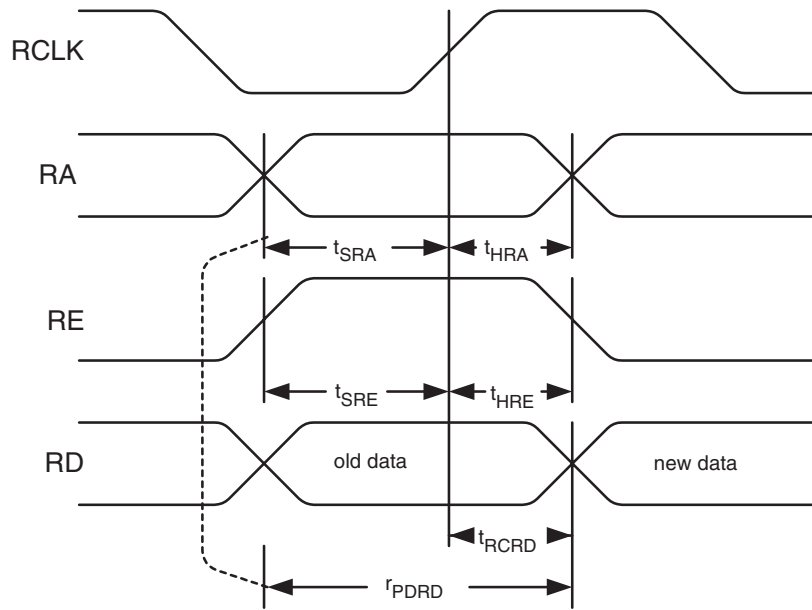 RCLK
RA
tSRA tHRA
RE
tSRE tHRE
RD old data new data
tRCRD
rPDRD